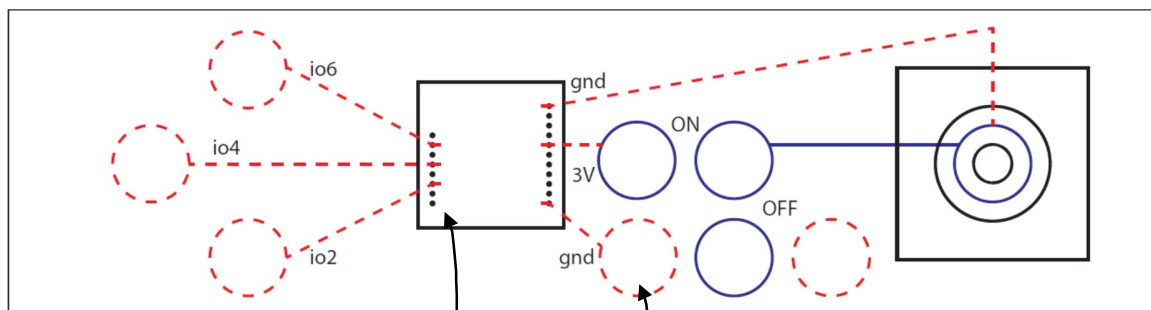 io6
io4
io2
gnd
3V
gnd
ON
OFF